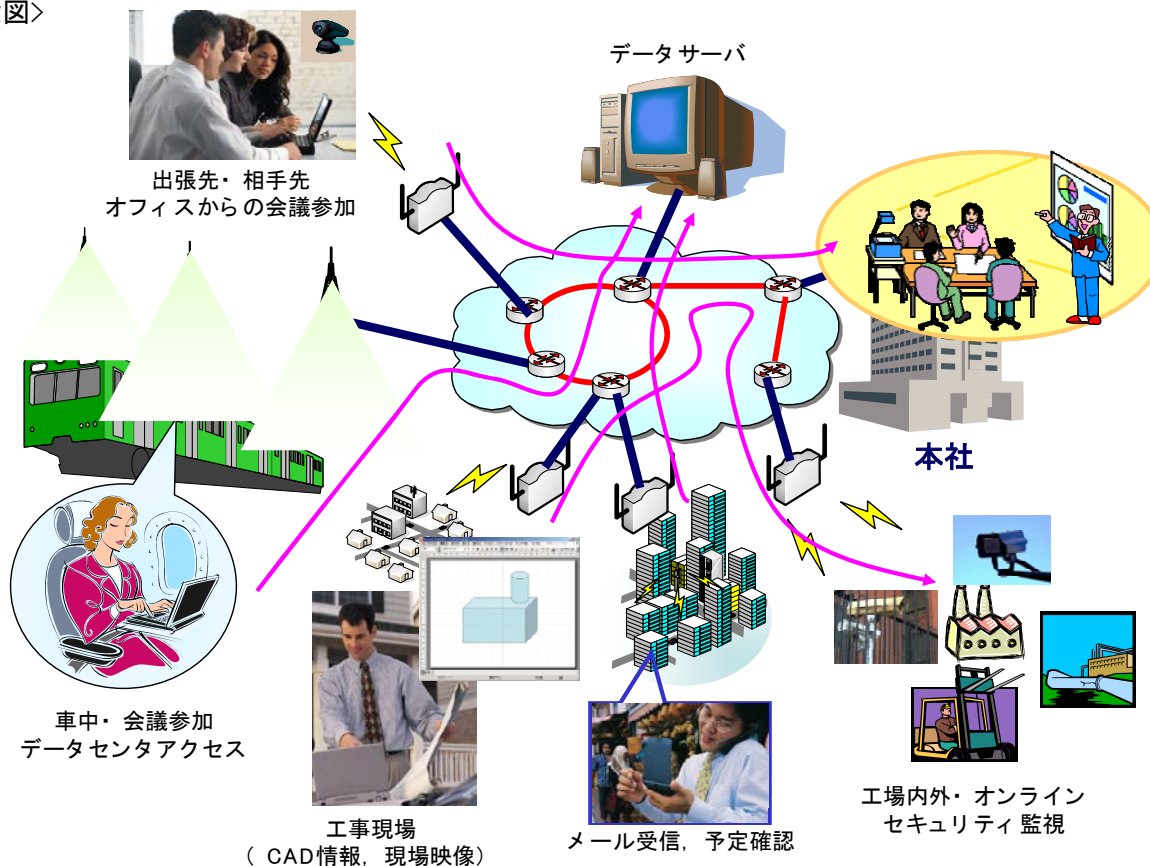 図>
データサーバ
出張先・相手先
オフィスからの会議参加
本社
車中・会議参加
データセンタアクセス
工事現場
（CAD情報，現場映像）
メール受信，予定確認
工場内外・オンライン
セキュリティ監視